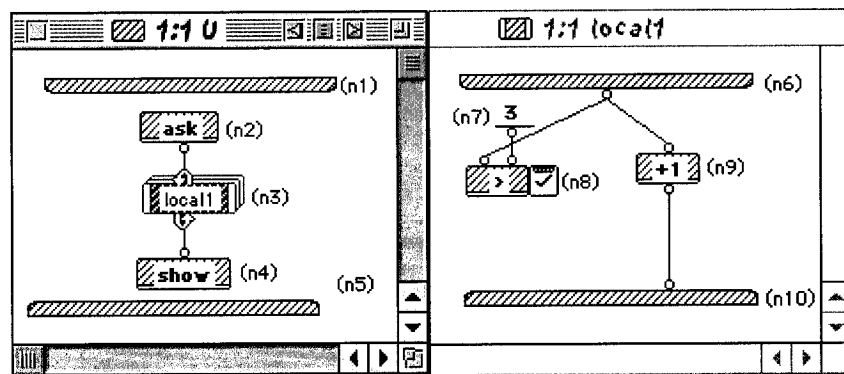 1:1 U
(n1)
ask (n2)
local1 (n3)
show (n4)
(n5)
1:1 local1
(n6)
(n7) 3
> (n8)
+1 (n9)
(n10)